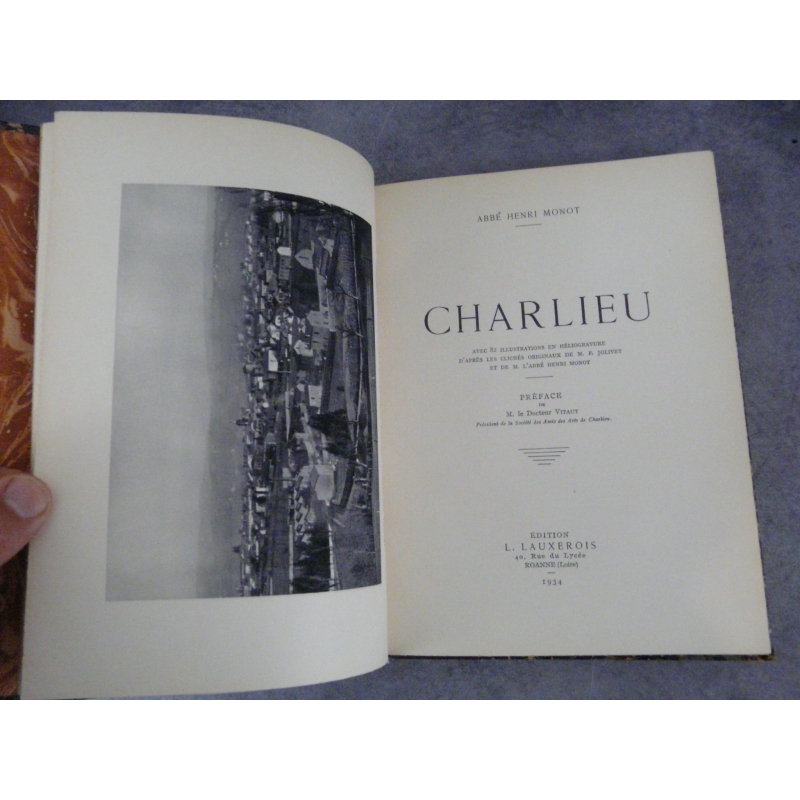 ABBÉ HENRI MONOT
CHARLIEU
AVEC 82 ILLUSTRATIONS EN HÉLIOGRAVURE
D'APRÈS LES CLICHÉS ORIGINAUX DE M. F. JOLIVET
ET DE M. L'ABBÉ HENRI MONOT
PRÉFACE
DE
M. le Docteur VITAUT
Président de la Société des Amis des Arts de Charlieu.
ÉDITION
L. LAUXEROIS
40, Rue du Lycée
ROANNE (Loire)
1934